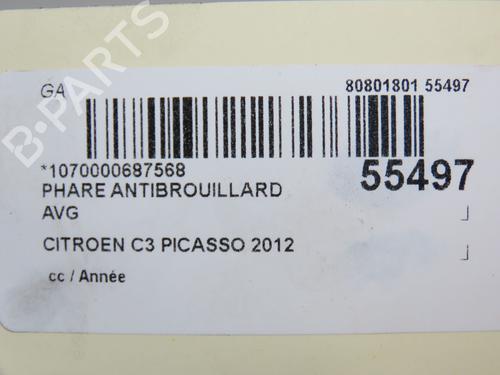 B-PARTS
GA 80801801 55497
*1070000687568 55497
PHARE ANTIBROUILLARD
AVG
CITROEN C3 PICASSO 2012
cc / Année